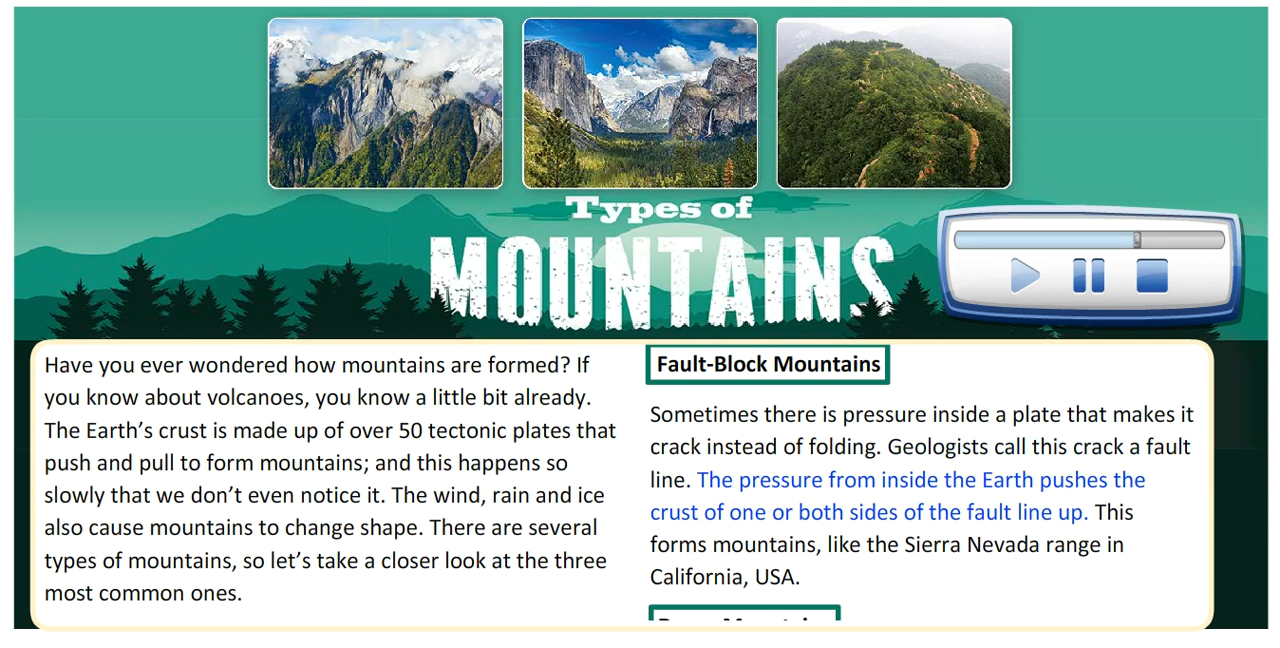 Types of
MOUNTAINS
Have you ever wondered how mountains are formed? If
you know about volcanoes, you know a little bit already.
The Earth’s crust is made up of over 50 tectonic plates that
push and pull to form mountains; and this happens so
slowly that we don’t even notice it. The wind, rain and ice
also cause mountains to change shape. There are several
types of mountains, so let’s take a closer look at the three
most common ones.
Fault-Block Mountains
Sometimes there is pressure inside a plate that makes it
crack instead of folding. Geologists call this crack a fault
line. The pressure from inside the Earth pushes the
crust of one or both sides of the fault line up. This
forms mountains, like the Sierra Nevada range in
California, USA.